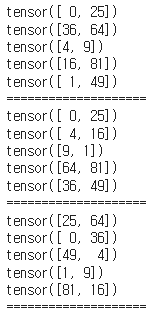 tensor([ 0, 25])
tensor([36, 64])
tensor([4, 9])
tensor([16, 81])
tensor([ 1, 49])
====================
tensor([ 0, 25])
tensor([ 4, 16])
tensor([9, 1])
tensor([64, 81])
tensor([36, 49])
====================
tensor([25, 64])
tensor([ 0, 36])
tensor([49,  4])
tensor([1, 9])
tensor([81, 16])
====================